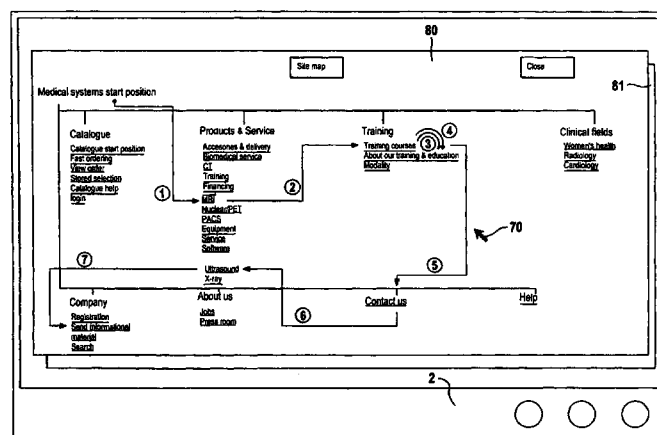 80
Site map
Close
81
Medical systems start position
Catalogue
Catalogue start position
Fast ordering
View order
Stored selection
Catalogue help
login
Products & Service
Accesories & delivery
Biomedical service
CT
Training
Financing
MRI
Nuclear/PET
PACS
Equipment
Service
Software
Ultrasound
X-ray
Training
Training courses
About our training & education
Modality
Clinical fields
Women's health
Radiology
Cardiology
1
2
3
4
5
6
7
70
Company
Registration
Send informational
material
Search
About us
Jobs
Press room
Contact us
Help
2